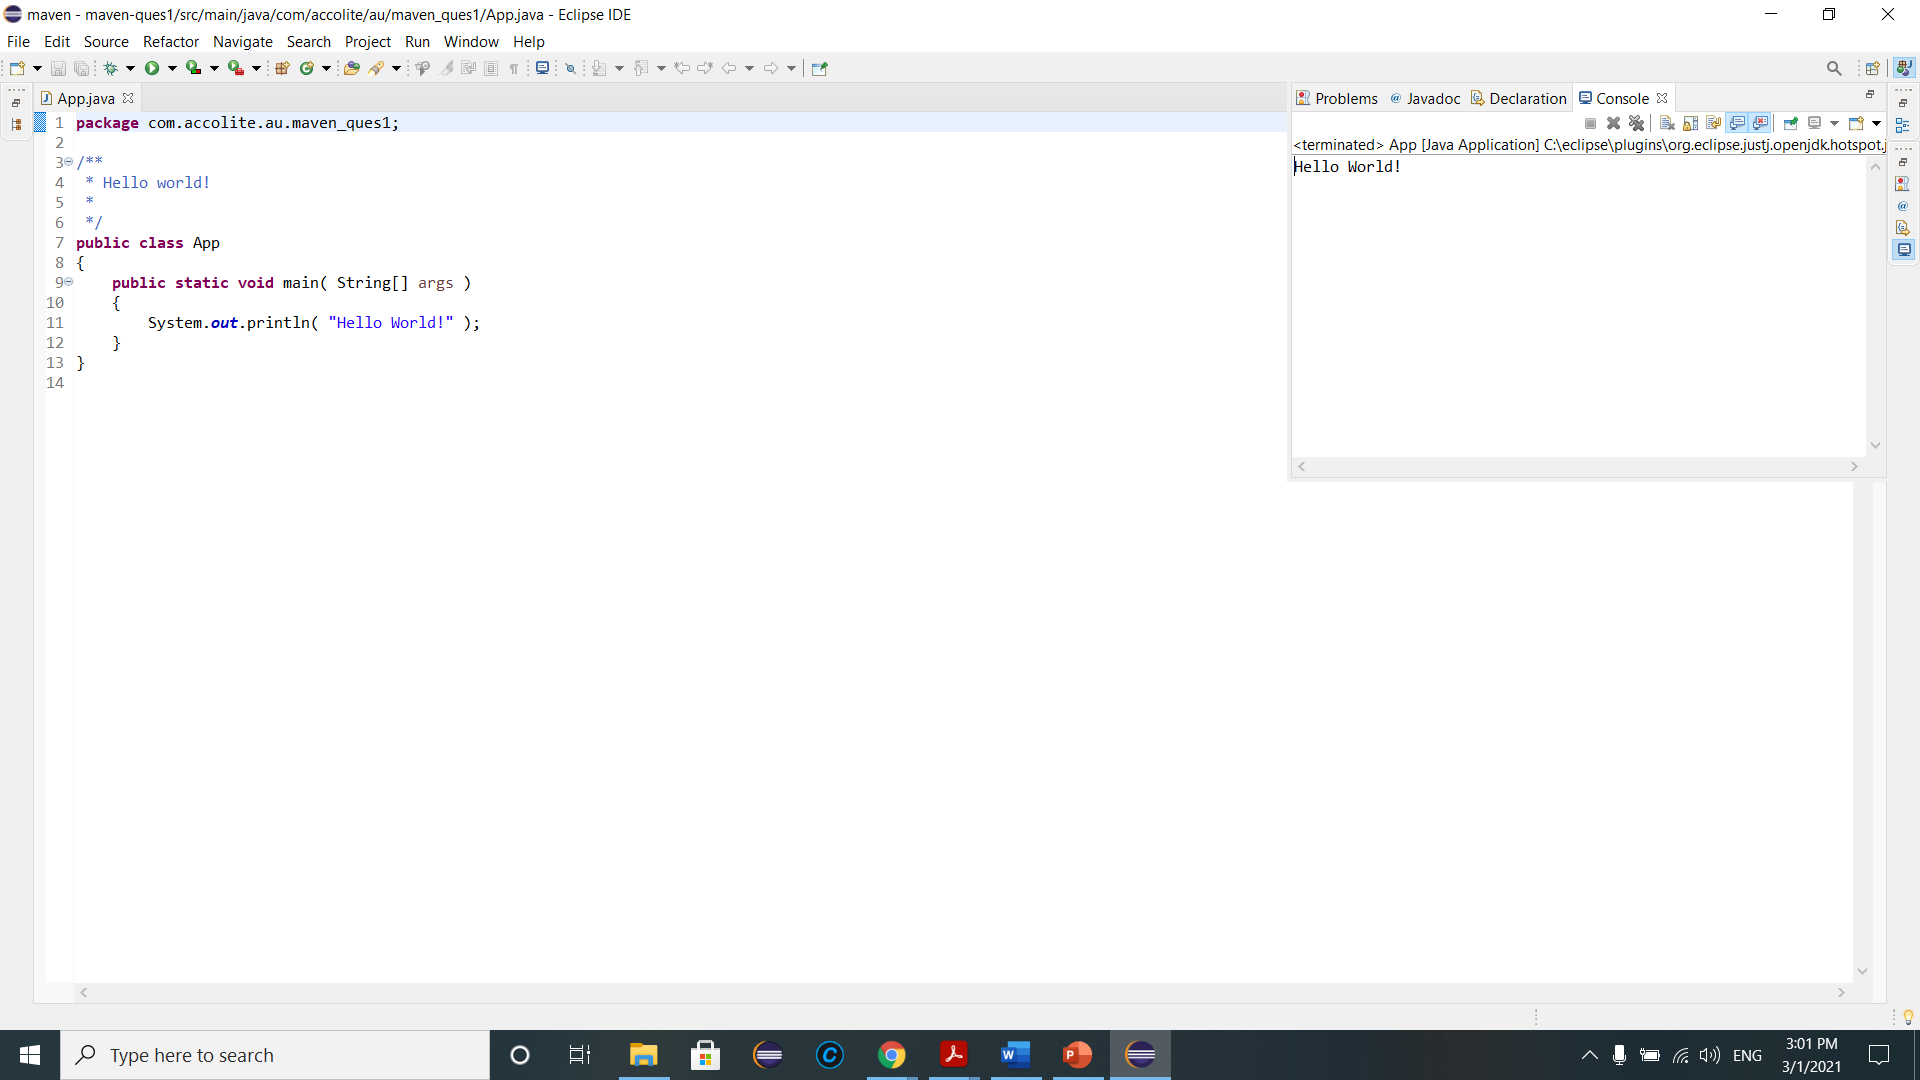 maven - maven-ques1/src/main/java/com/accolite/au/maven_ques1/App.java - Eclipse IDE
File Edit Source Refactor Navigate Search Project Run Window Help
App.java
1 package com.accolite.au.maven_ques1;
2
3 /**
4  * Hello world!
5  *
6  */
7 public class App
8 {
9     public static void main( String[] args )
10     {
11         System.out.println( "Hello World!" );
12     }
13 }
14
Problems @ Javadoc Declaration Console
<terminated> App [Java Application] C:\eclipse\plugins\org.eclipse.justj.openjdk.hotspot.j
Hello World!
Type here to search
ENG
3:01 PM
3/1/2021